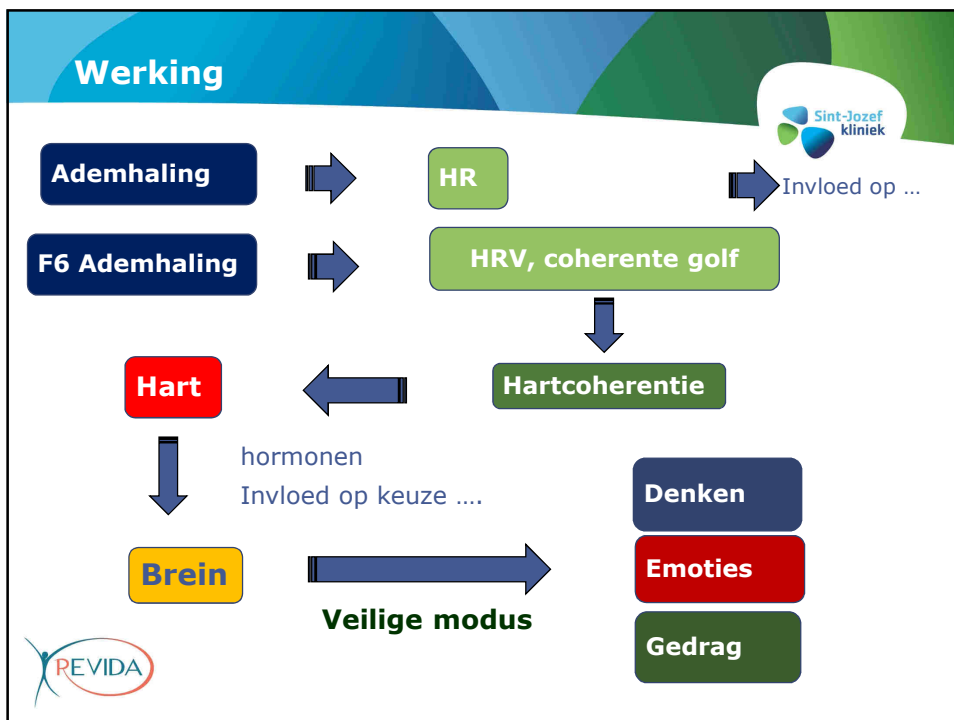 Werking
Sint-Jozef
kliniek
Ademhaling
HR
Invloed op …
F6 Ademhaling
HRV, coherente golf
Hart
Hartcoherentie
hormonen
Invloed op keuze ….
Denken
Brein
Emoties
Veilige modus
Gedrag
REVIDA